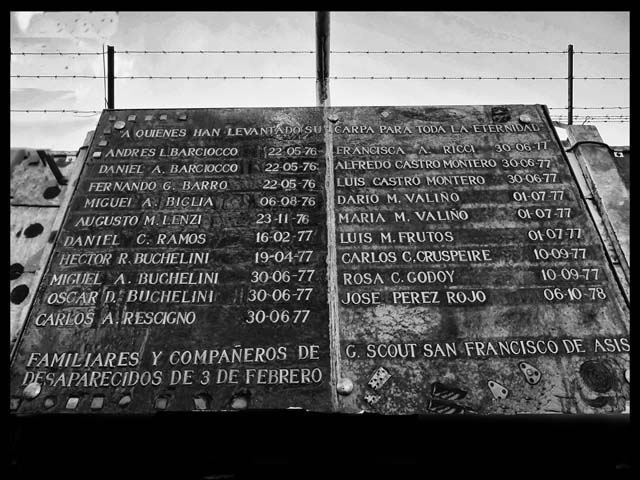 A QUIENES HAN LEVANTADO SU CARPA PARA TODA LA ETERNIDAD
ANDRES L. BARCIOCCO 22-05-76
DANIEL A. BARCIOCCO 22-05-76
FERNANDO G. BARRO 22-05-76
MIGUEL A. BIGLIA 06-08-76
AUGUSTO M. LENZI 23-11-76
DANIEL C. RAMOS 16-02-77
HECTOR R. BUCHELINI 19-04-77
MIGUEL A. BUCHELINI 30-06-77
OSCAR D. BUCHELINI 30-06-77
CARLOS A. RESCIGNO 30-06 77
FAMILIARES Y COMPAÑEROS DE
DESAPARECIDOS DE 3 DE FEBRERO
FRANCISCA A. RICCI 30-06-77
ALFREDO CASTRO MONTERO 30-06-77
LUIS CASTRO MONTERO 30-06-77
DARIO M. VALIÑO 01-07-77
MARIA M. VALIÑO 01-07-77
LUIS M. FRUTOS 01-07-77
CARLOS C. CRUSPEIRE 10-09-77
ROSA C. GODOY 10-09-77
JOSE PEREZ ROJO 06-10-78
G. SCOUT SAN FRANCISCO DE ASIS